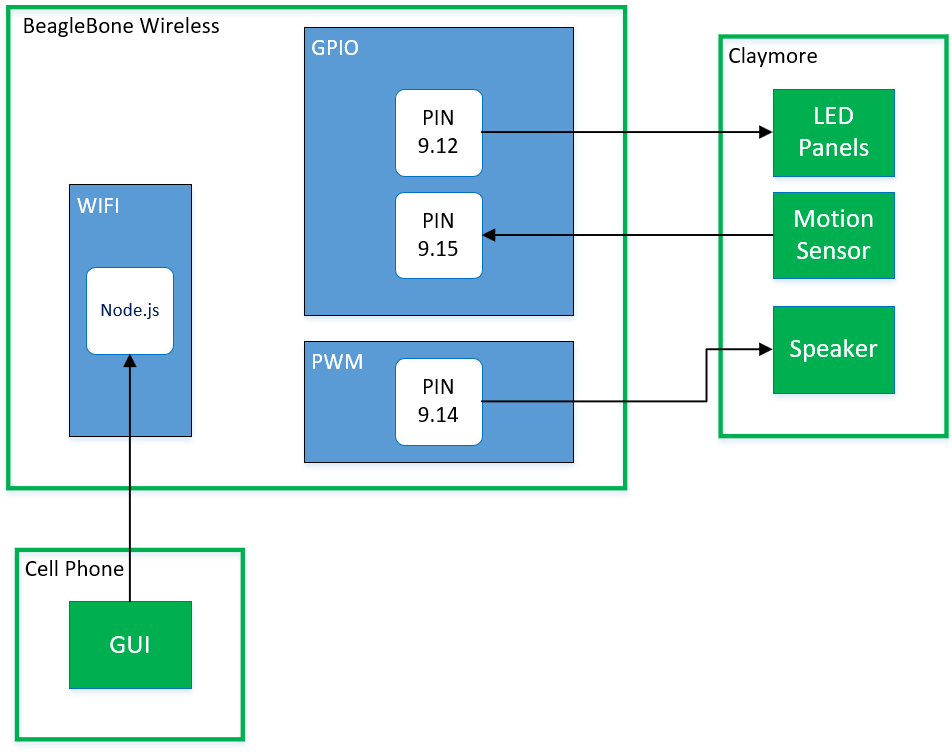 BeagleBone Wireless
GPIO
PIN
9.12
PIN
9.15
WIFI
Node.js
PWM
PIN
9.14
Claymore
LED
Panels
Motion
Sensor
Speaker
Cell Phone
GUI